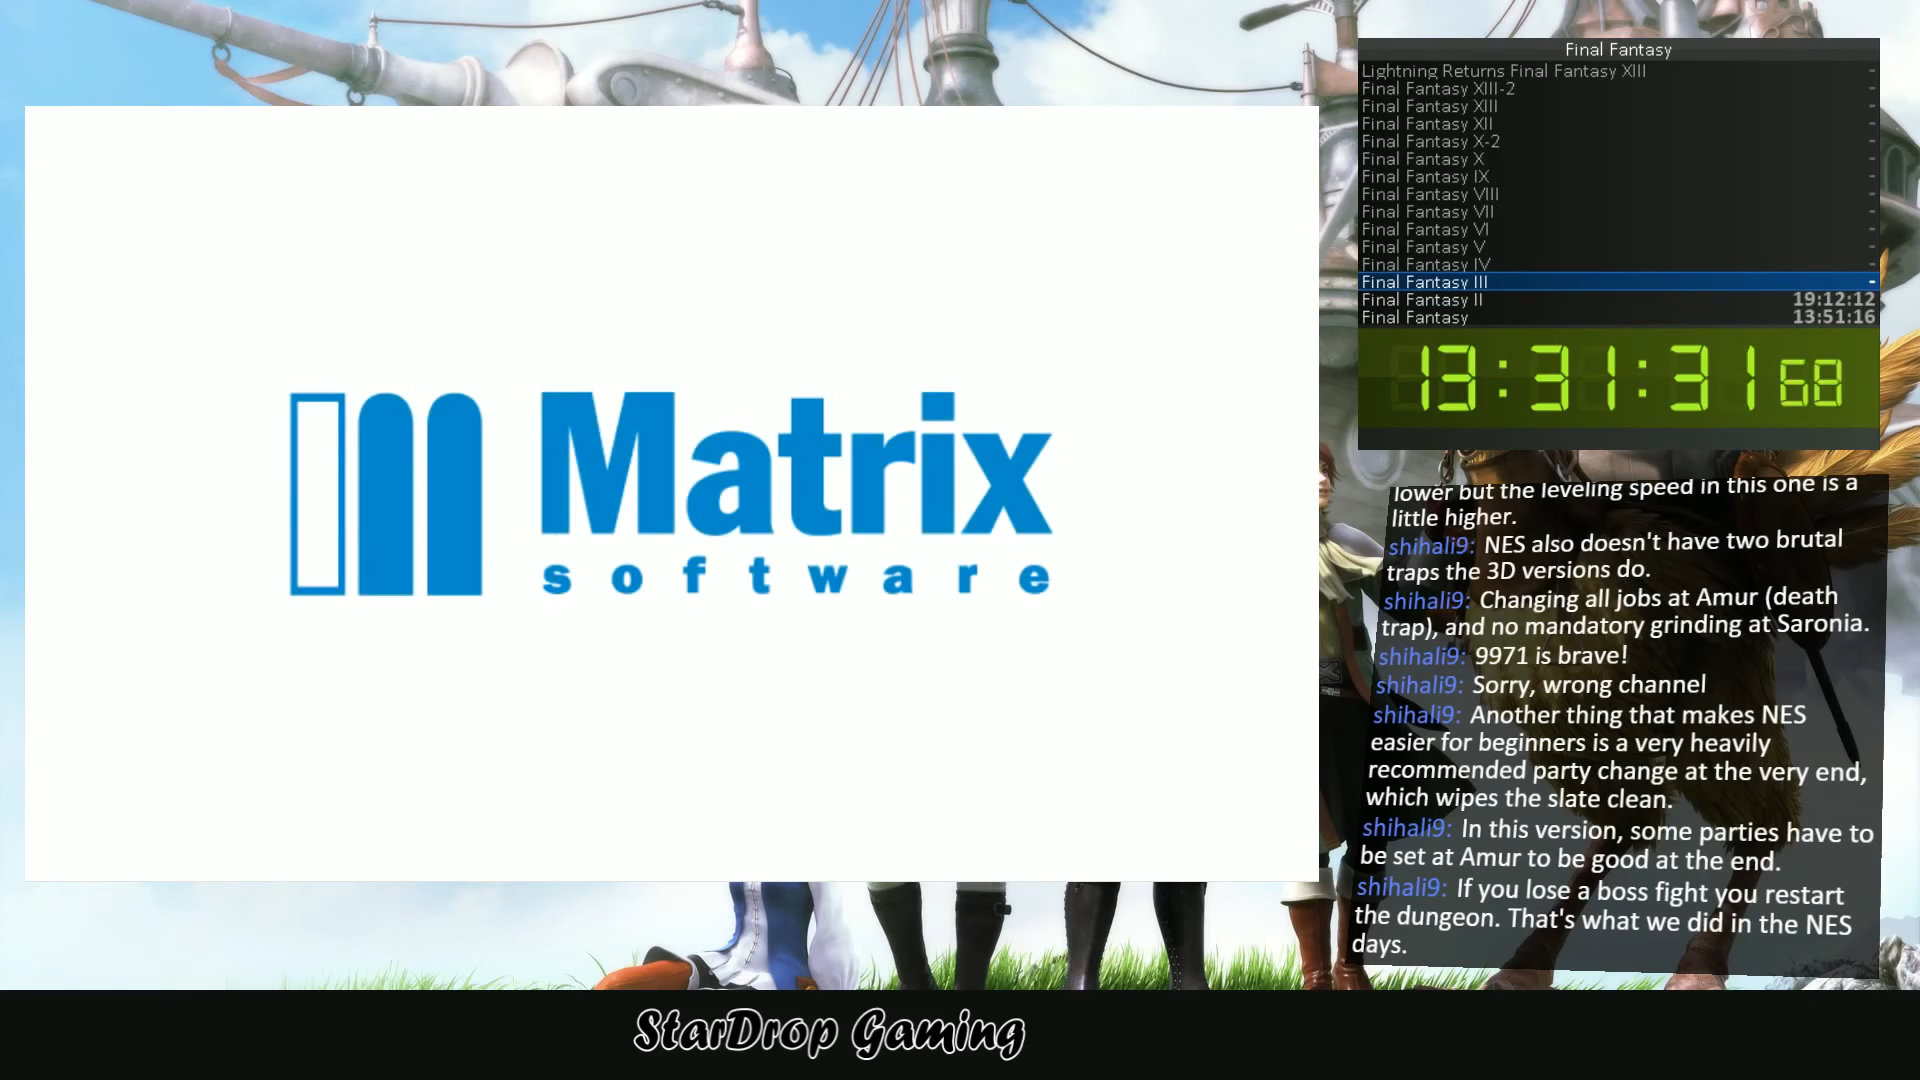 Matrix
software
Final Fantasy
Lightning Returns Final Fantasy XIII -
Final Fantasy XIII-2 -
Final Fantasy XIII -
Final Fantasy XII -
Final Fantasy X-2 -
Final Fantasy X -
Final Fantasy IX -
Final Fantasy VIII -
Final Fantasy VII -
Final Fantasy VI -
Final Fantasy V -
Final Fantasy IV -
Final Fantasy III -
Final Fantasy II 19:12:12
Final Fantasy 13:51:16
13:31:31 68
lower but the leveling speed in this one is a
little higher.
shihali9: NES also doesn't have two brutal
traps the 3D versions do.
shihali9: Changing all jobs at Amur (death
trap), and no mandatory grinding at Saronia.
shihali9: 9971 is brave!
shihali9: Sorry, wrong channel
shihali9: Another thing that makes NES
easier for beginners is a very heavily
recommended party change at the very end,
which wipes the slate clean.
shihali9: In this version, some parties have to
be set at Amur to be good at the end.
shihali9: If you lose a boss fight you restart
the dungeon. That's what we did in the NES
days.
StarDrop Gaming